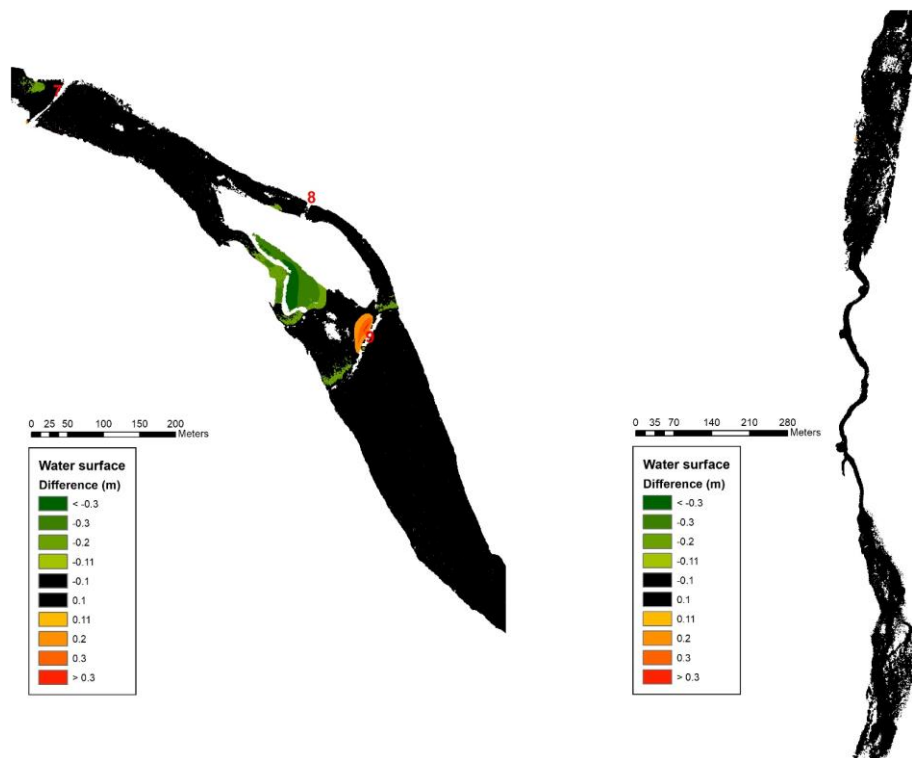 7
8
9
0 25 50 100 150 200
Meters
Water surface
Difference (m)
< -0.3
-0.3
-0.2
-0.11
-0.1
0.1
0.11
0.2
0.3
> 0.3
0 35 70 140 210 280
Meters
Water surface
Difference (m)
< -0.3
-0.3
-0.2
-0.11
-0.1
0.1
0.11
0.2
0.3
> 0.3